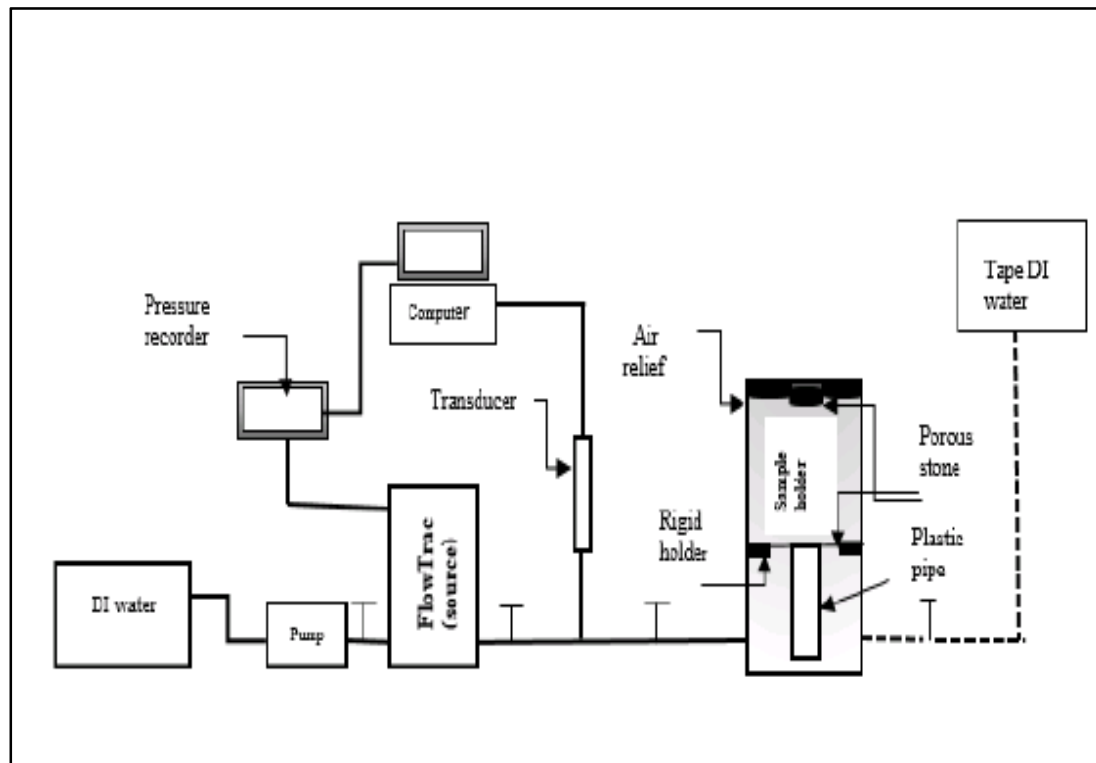 Pressure
recorder
Computer
Tape DI
water
Air
relief
Transducer
Porous
stone
Sample
holder
Rigid
holder
Plastic
pipe
FlowTrac
(source)
DI water
Pump